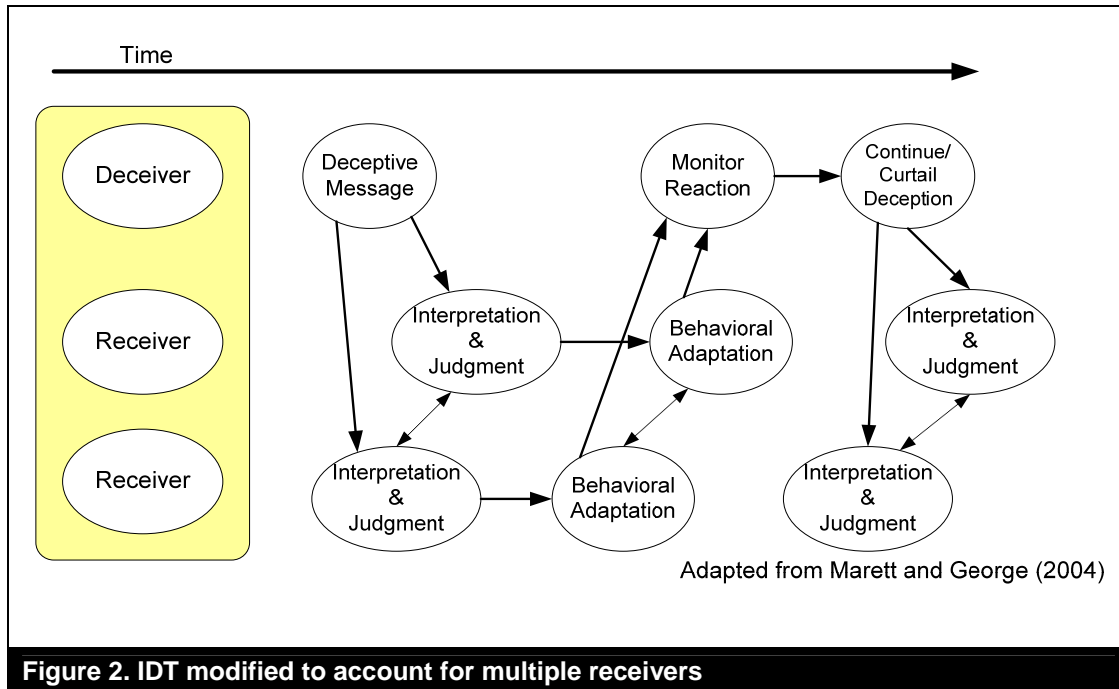 Time
Deceiver
Deceptive
Message
Monitor
Reaction
Continue/
Curtail
Deception
Receiver
Interpretation
&
Judgment
Behavioral
Adaptation
Interpretation
&
Judgment
Receiver
Interpretation
&
Judgment
Behavioral
Adaptation
Interpretation
&
Judgment
Adapted from Marett and George (2004)
Figure 2. IDT modified to account for multiple receivers